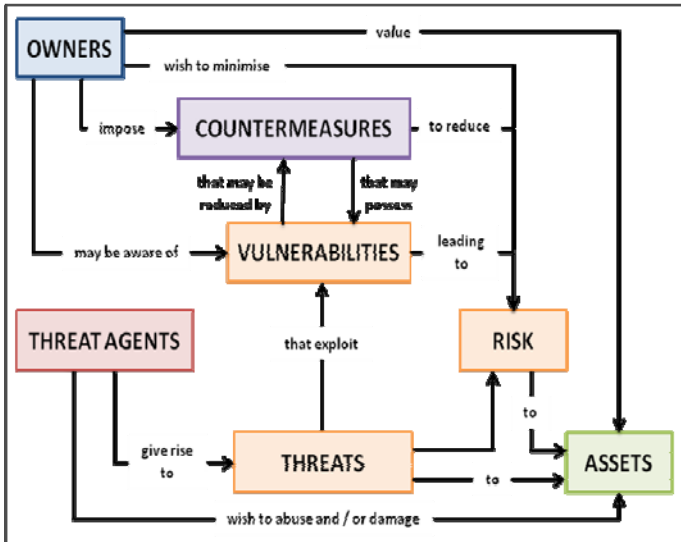 OWNERS
value
wish to minimise
impose
COUNTERMEASURES
to reduce
that may be
reduced by
that may
possess
may be aware of
VULNERABILITIES
leading
to
THREAT AGENTS
that exploit
RISK
to
give rise
to
THREATS
to
ASSETS
wish to abuse and / or damage